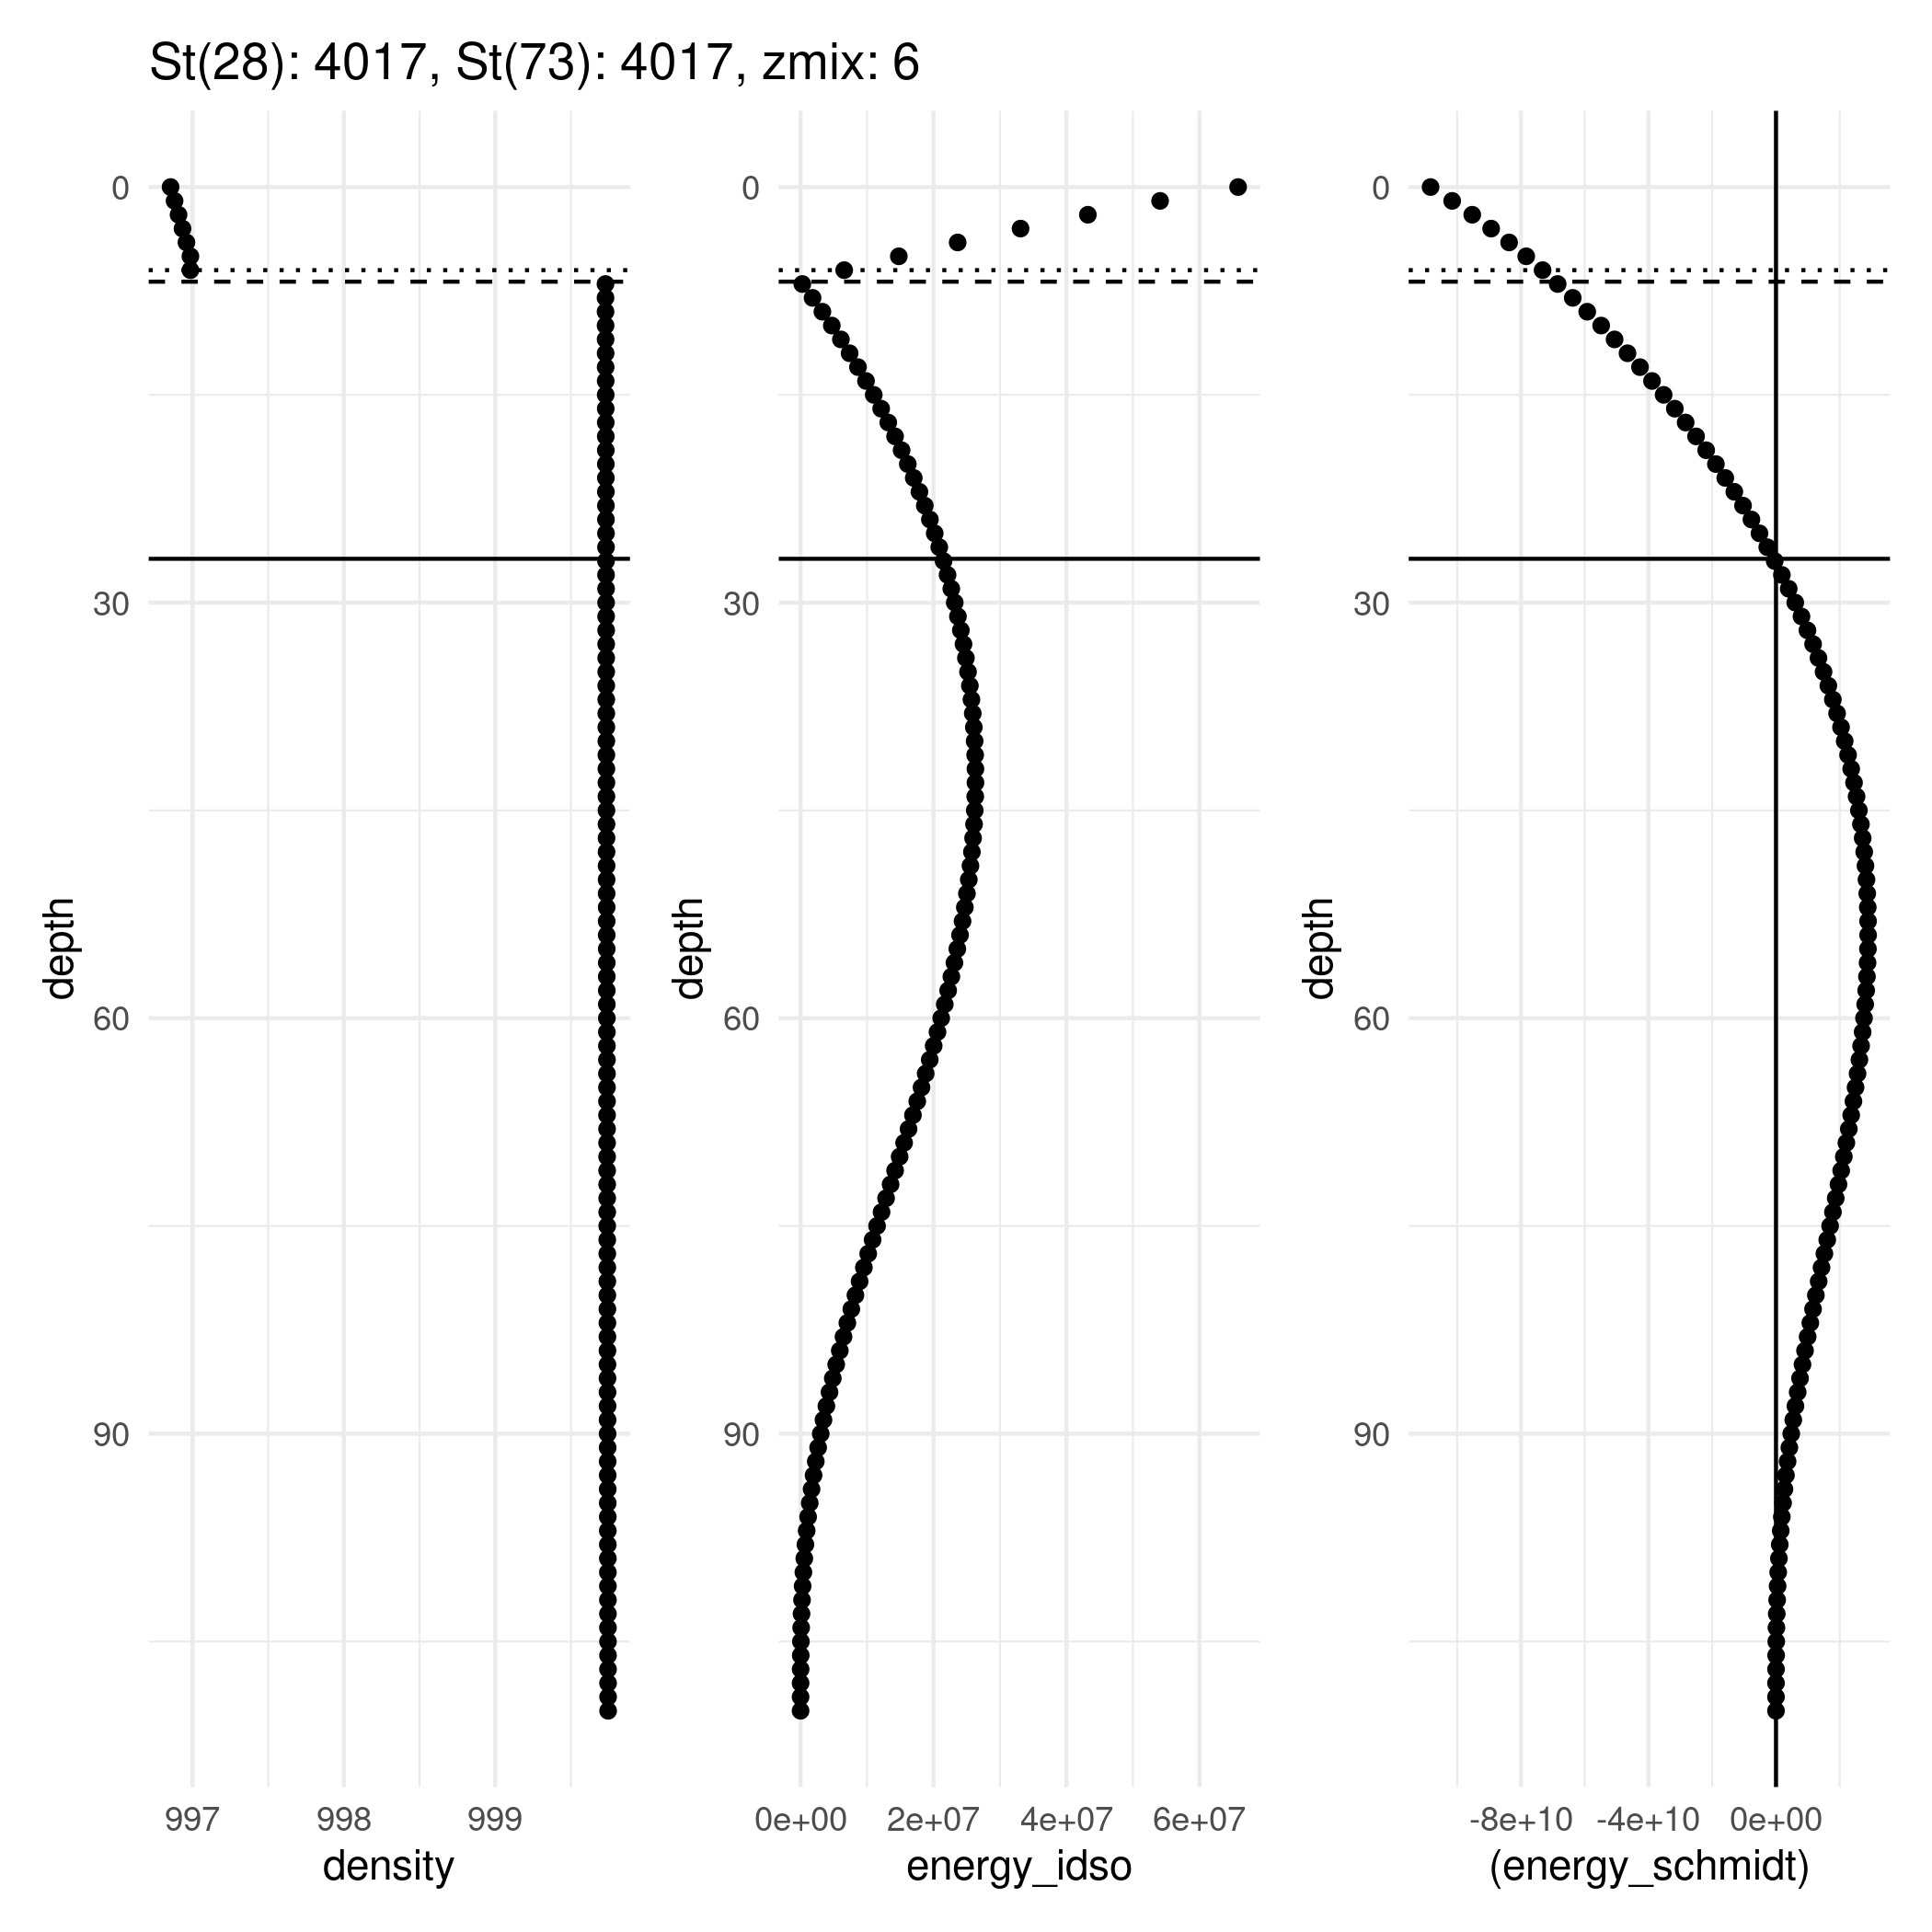 St(28): 4017, St(73): 4017, zmix: 6
depth
0
30
60
90
997 998 999
density
depth
0
30
60
90
0e+00 2e+07 4e+07 6e+07
energy_idso
depth
0
30
60
90
-8e+10 -4e+10 0e+00
(energy_schmidt)